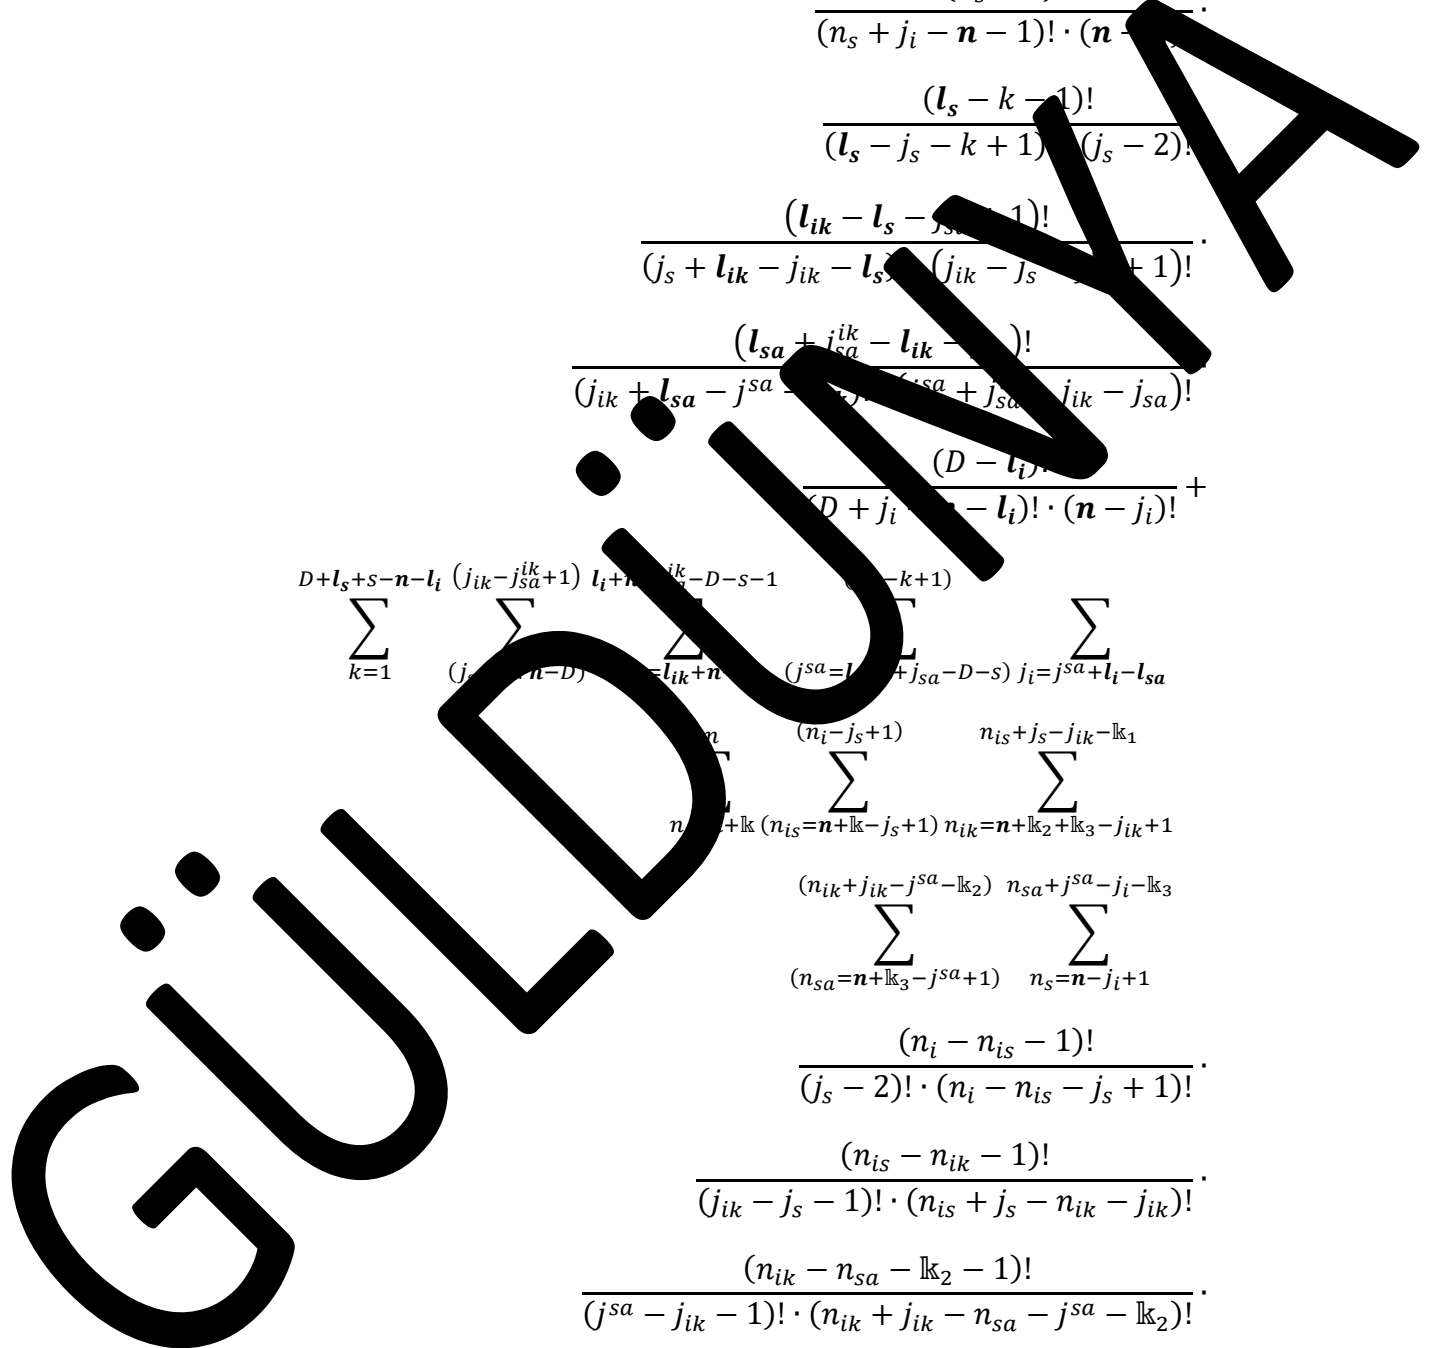 (n_s + j_i − n − 1)! · (n −
(l_s − k − 1)!
(l_s − j_s − k + 1) (j_s − 2)!
(l_ik − l_s − 1)! ·
(j_s + l_ik − j_ik − l_s) (j_ik − j_s + 1)!
(l_sa + j_sa^ik − l_ik − )!
(j_ik + l_sa − j^sa − + j_sa j_ik − j_sa)!
(D − l_i)!
(D + j_i − l_i)! · (n − j_i)! +
D+l_s+s−n−l_i (j_ik−j_sa^ik+1) −D−s−1 −k+1)
∑ ∑ ∑ ∑ ∑
k=1 n−D) =l_ik+n (j^sa= +j_sa−D−s) j_i=j^sa+l_i−l_sa
n (n_i−j_s+1) n_is+j_s−j_ik−𝕜_1
∑ ∑ ∑
+𝕜 (n_is=n+𝕜−j_s+1) n_ik=n+𝕜_2+𝕜_3−j_ik+1
(n_ik+j_ik−j^sa−𝕜_2) n_sa+j^sa−j_i−𝕜_3
∑ ∑
(n_sa=n+𝕜_3−j^sa+1) n_s=n−j_i+1
(n_i − n_is − 1)!
(j_s − 2)! · (n_i − n_is − j_s + 1)! ·
(n_is − n_ik − 1)!
(j_ik − j_s − 1)! · (n_is + j_s − n_ik − j_ik)! ·
(n_ik − n_sa − 𝕜_2 − 1)!
(j^sa − j_ik − 1)! · (n_ik + j_ik − n_sa − j^sa − 𝕜_2)! ·
GÜLDÜNYA